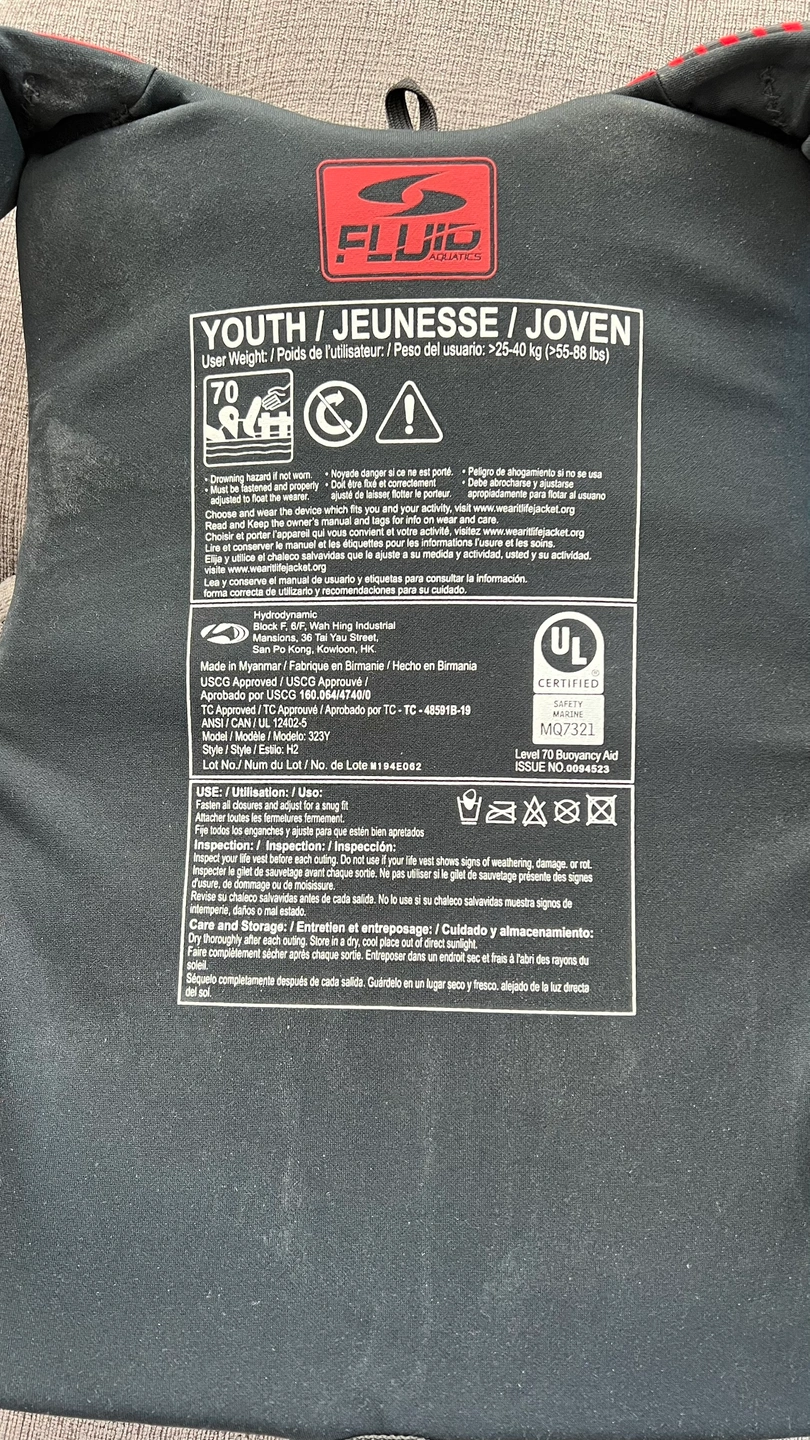 FLUID
AQUATICS
YOUTH / JEUNESSE / JOVEN
User Weight: / Poids de l'utilisateur: / Peso del usuario: >25-40 kg (>55-88 lbs)
70
• Drowning hazard if not worn.
• Must be fastened and properly
adjusted to float the wearer.
• Noyade danger si ce ne est porté.
• Doit être fixé et correctement
ajusté de laisser flotter le porteur.
• Peligro de ahogamiento si no se usa
• Debe abrocharse y ajustarse
apropiadamente para flotar al usuario
Choose and wear the device which fits you and your activity, visit www.wearitlifejacket.org
Read and Keep the owner's manual and tags for info on wear and care.
Choisir et porter l'appareil qui vous convient et votre activité, visitez www.wearitlifejacket.org
Lire et conserver le manuel et les étiquettes pour les informations l'usure et les soins.
Elija y utilice el chaleco salvavidas que le ajuste a su medida y actividad, usted y su actividad.
visite www.wearitlifejacket.org
Lea y conserve el manual de usuario y etiquetas para consultar la información.
forma correcta de utilizarlo y recomendaciones para su cuidado.
Hydrodynamic
Block F, 6/F, Wah Hing Industrial
Mansions, 36 Tai Yau Street,
San Po Kong, Kowloon, HK.
Made in Myanmar / Fabrique en Birmanie / Hecho en Birmania
USCG Approved / USCG Approuvé /
Aprobado por USCG 160.064/4740/0
TC Approved / TC Approuvé / Aprobado por TC - TC - 48591B-19
ANSI / CAN / UL 12402-5
Model / Modèle / Modelo: 323Y
Style / Style / Estilo: H2
Lot No./ Num du Lot / No. de Lote M194E062
UL
®
CERTIFIED
SAFETY
MARINE
MQ7321
Level 70 Buoyancy Aid
ISSUE NO.0094523
USE: / Utilisation: / Uso:
Fasten all closures and adjust for a snug fit
Attacher toutes les fermetures fermement.
Fije todos los enganches y ajuste para que estén bien apretados
Inspection: / Inspection: / Inspección:
Inspect your life vest before each outing. Do not use if your life vest shows signs of weathering, damage. or rot.
Inspecter le gilet de sauvetage avant chaque sortie. Ne pas utiliser si le gilet de sauvetage présente des signes
d'usure, de dommage ou de moisissure.
Revise su chaleco salvavidas antes de cada salida. No lo use si su chaleco salvavidas muestra signos de
intemperie, daños o mal estado.
Care and Storage: / Entretien et entreposage: / Cuidado y almacenamiento:
Dry thoroughly after each outing. Store in a dry, cool place out of direct sunlight.
Faire complètement sécher après chaque sortie. Entreposer dans un endroit sec et frais à l'abri des rayons du
soleil.
Séquelo completamente después de cada salida. Guárdelo en un lugar seco y fresco. alejado de la luz directa
del sol.